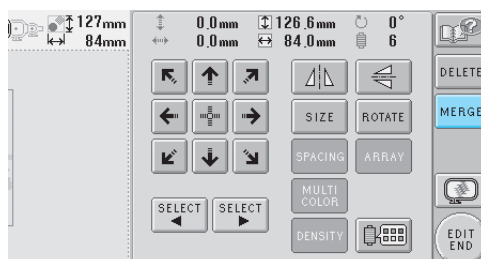 127mm
84mm
0.0mm 126.6mm 0°
0.0mm 84.0mm 6
DELETE
SIZE ROTATE MERGE
SPACING ARRAY
MULTI
COLOR
SELECT SELECT
DENSITY
EDIT
END